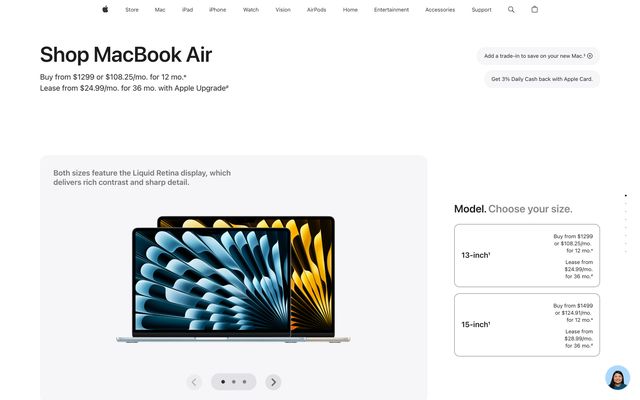 Store Mac iPad iPhone Watch Vision AirPods Home Entertainment Accessories Support
Shop MacBook Air
Buy from $1299 or $108.25/mo. for 12 mo.*
Lease from $24.99/mo. for 36 mo. with Apple Upgrade
Add a trade-in to save on your new Mac.
Get 3% Daily Cash back with Apple Card.
Both sizes feature the Liquid Retina display, which
delivers rich contrast and sharp detail.
Model. Choose your size.
13-inch
Buy from $1299
or $108.25/mo.
for 12 mo.
Lease from
$24.99/mo.
for 36 mo.
15-inch
Buy from $1499
or $124.91/mo.
for 12 mo.
Lease from
$28.99/mo.
for 36 mo.